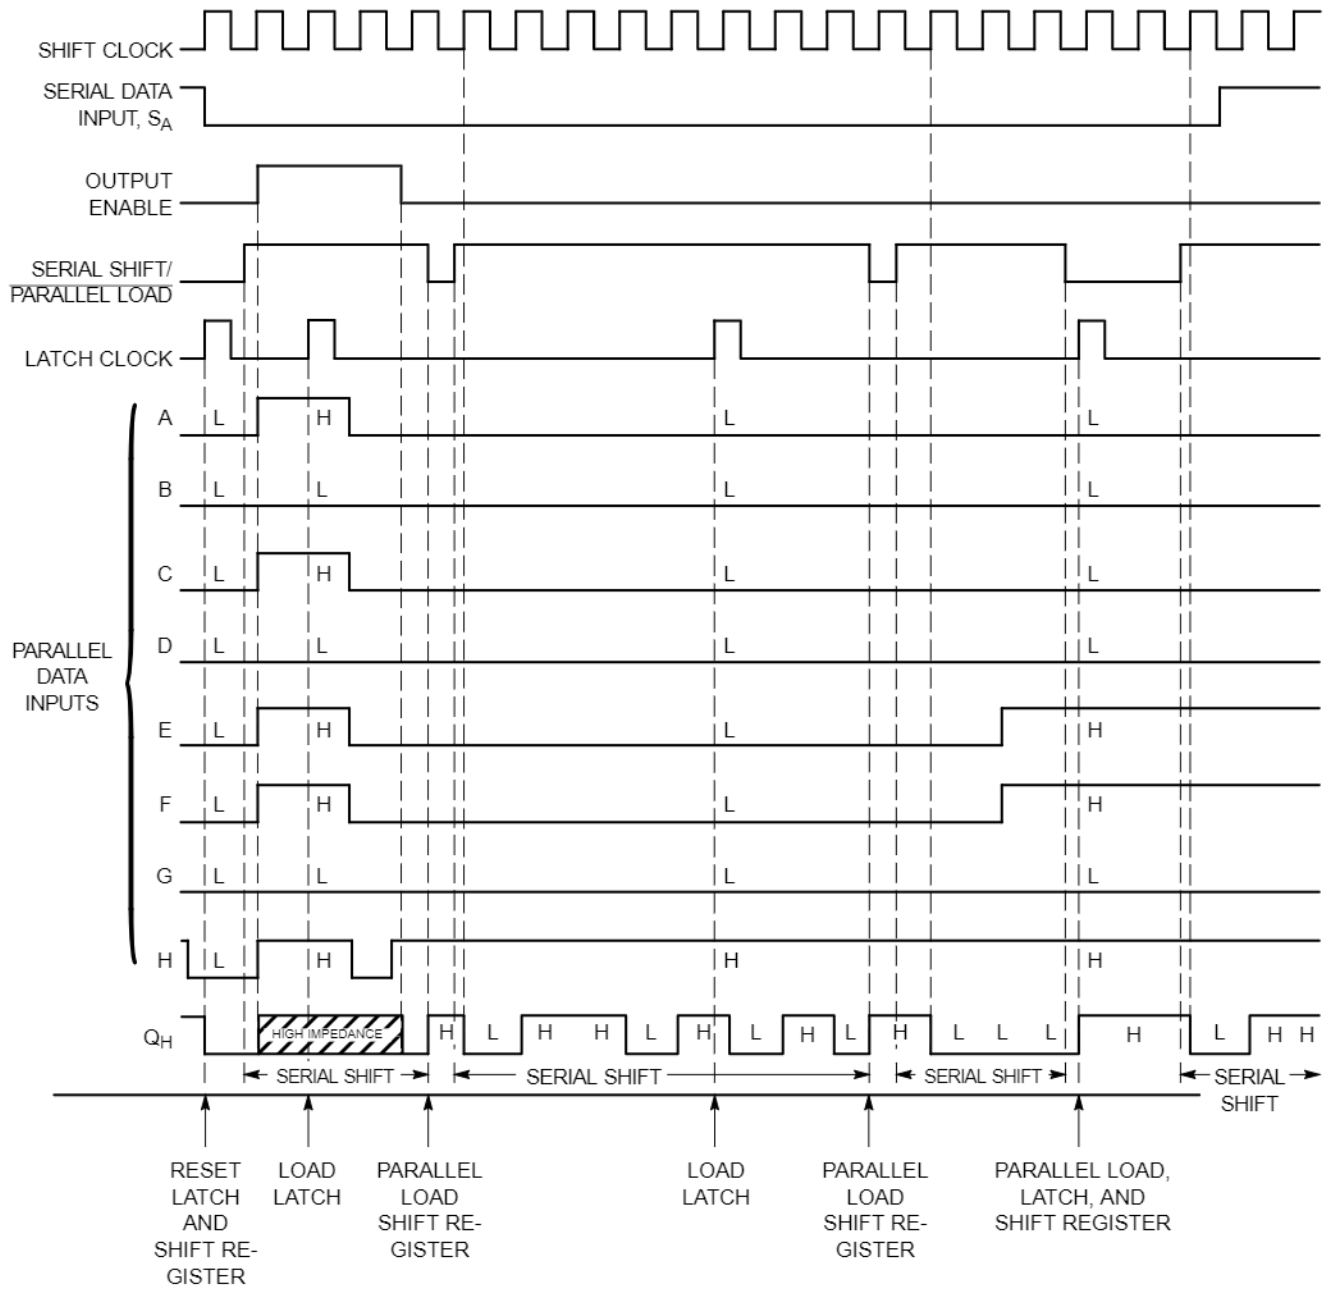 SHIFT CLOCK
SERIAL DATA
INPUT, SA
OUTPUT
ENABLE
SERIAL SHIFT/
PARALLEL LOAD
LATCH CLOCK
A L H L L
B L L L L
C L H L L
D L L L L
PARALLEL
DATA
INPUTS
E L H L H
F L H L H
G L L L L
H L H H H
QH HIGH IMPEDANCE H L H H L H L H L H L L L H L H H
SERIAL SHIFT SERIAL SHIFT SERIAL SHIFT SERIAL
SHIFT
RESET
LATCH
AND
SHIFT RE-
GISTER
LOAD
LATCH
PARALLEL
LOAD
SHIFT RE-
GISTER
LOAD
LATCH
PARALLEL
LOAD
SHIFT RE-
GISTER
PARALLEL LOAD,
LATCH, AND
SHIFT REGISTER